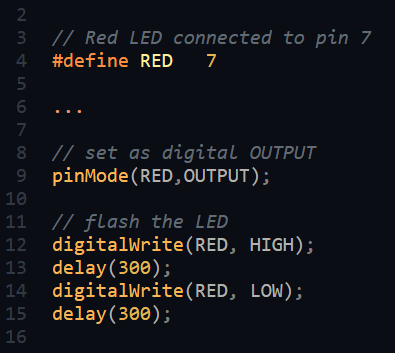 2
3 // Red LED connected to pin 7
4 #define RED   7
5
6 ...
7
8 // set as digital OUTPUT
9 pinMode(RED,OUTPUT);
10
11 // flash the LED
12 digitalWrite(RED, HIGH);
13 delay(300);
14 digitalWrite(RED, LOW);
15 delay(300);
16